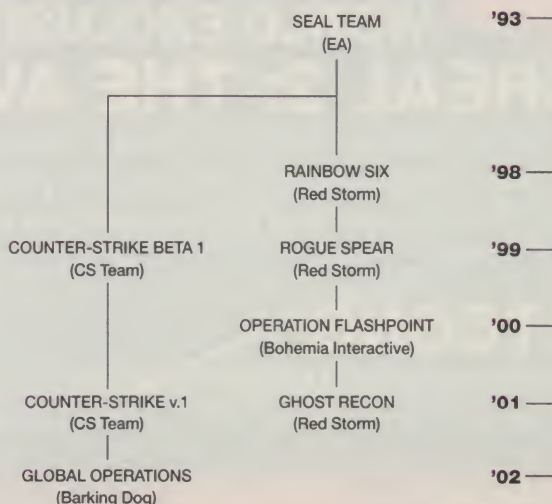 SEAL TEAM
(EA)
'93
RAINBOW SIX
(Red Storm)
'98
COUNTER-STRIKE BETA 1
(CS Team)
ROGUE SPEAR
(Red Storm)
'99
OPERATION FLASHPOINT
(Bohemia Interactive)
'00
COUNTER-STRIKE v.1
(CS Team)
GHOST RECON
(Red Storm)
'01
GLOBAL OPERATIONS
(Barking Dog)
'02